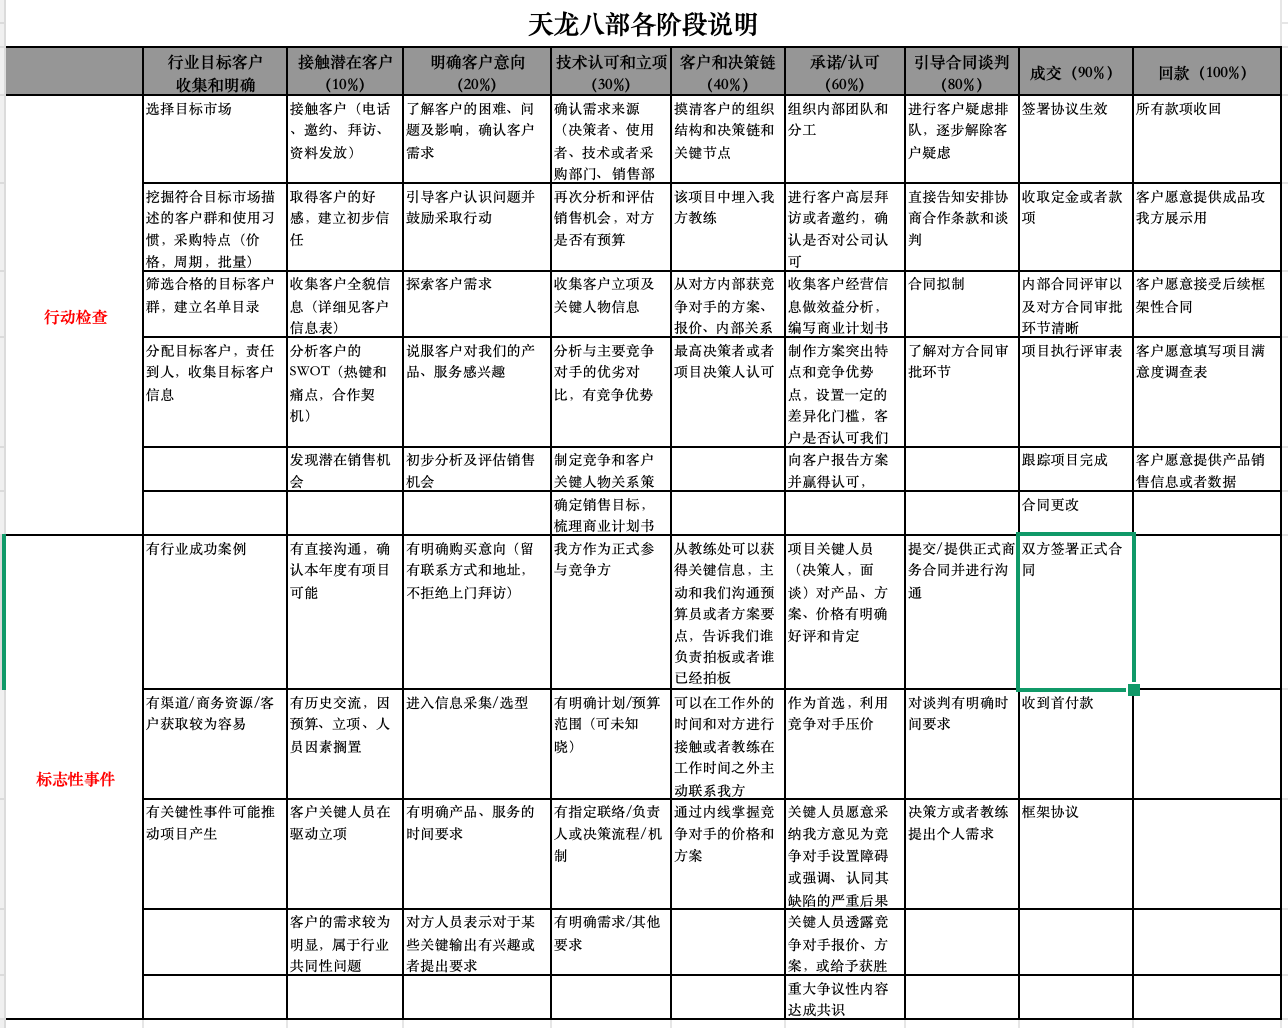 天龙八部各阶段说明
行业目标客户
收集和明确
接触潜在客户
（10%）
明确客户意向
（20%）
技术认可和立项
（30%）
客户和决策链
（40%）
承诺/认可
（60%）
引导合同谈判
（80%）
成交（90%）
回款（100%）
行动检查
选择目标市场
接触客户（电话
、邀约、拜访、
资料发放）
了解客户的困难、问
题及影响，确认客户
需求
确认需求来源
（决策者、使用
者、技术或者采
购部门、销售部
摸清客户的组织
结构和决策链和
关键节点
组织内部团队和
分工
进行客户疑虑排
队，逐步解除客
户疑虑
签署协议生效
所有款项收回
挖掘符合目标市场描
述的客户群和使用习
惯，采购特点（价
格，周期，批量）
取得客户的好
感，建立初步信
任
引导客户认识问题并
鼓励采取行动
再次分析和评估
销售机会，对方
是否有预算
该项目中埋入我
方教练
进行客户高层拜
访或者邀约，确
认是否对公司认
可
直接告知安排协
商合作条款和谈
判
收取定金或者款
项
客户愿意提供成品攻
我方展示用
筛选合格的目标客户
群，建立名单目录
收集客户全貌信
息（详细见客户
信息表）
探索客户需求
收集客户立项及
关键人物信息
从对方内部获竞
争对手的方案、
报价、内部关系
收集客户经营信
息做效益分析，
编写商业计划书
合同拟制
内部合同评审以
及对方合同审批
环节清晰
客户愿意接受后续框
架性合同
分配目标客户，责任
到人，收集目标客户
信息
分析客户的
SWOT（热键和
痛点，合作契
机）
说服客户对我们的产
品、服务感兴趣
分析与主要竞争
对手的优劣对
比，有竞争优势
最高决策者或者
项目决策人认可
制作方案突出特
点和竞争优势
点，设置一定的
差异化门槛，客
户是否认可我们
了解对方合同审
批环节
项目执行评审表
客户愿意填写项目满
意度调查表
发现潜在销售机
会
初步分析及评估销售
机会
制定竞争和客户
关键人物关系策
向客户报告方案
并赢得认可，
跟踪项目完成
客户愿意提供产品销
售信息或者数据
确定销售目标，
梳理商业计划书
合同更改
标志性事件
有行业成功案例
有直接沟通，确
认本年度有项目
可能
有明确购买意向（留
有联系方式和地址，
不拒绝上门拜访）
我方作为正式参
与竞争方
从教练处可以获
得关键信息，主
动和我们沟通预
算员或者方案要
点，告诉我们谁
负责拍板或者谁
已经拍板
项目关键人员
（决策人，面
谈）对产品、方
案、价格有明确
好评和肯定
提交/提供正式商
务合同并进行沟
通
双方签署正式合
同
有渠道/商务资源/客
户获取较为容易
有历史交流，因
预算、立项、人
员因素搁置
进入信息采集/选型
有明确计划/预算
范围（可未知
晓）
可以在工作外的
时间和对方进行
接触或者教练在
工作时间之外主
动联系我方
作为首选，利用
竞争对手压价
对谈判有明确时
间要求
收到首付款
有关键性事件可能推
动项目产生
客户关键人员在
驱动立项
有明确产品、服务的
时间要求
有指定联络/负责
人或决策流程/机
制
通过内线掌握竞
争对手的价格和
方案
关键人员愿意采
纳我方意见为竞
争对手设置障碍
或强调、认同其
缺陷的严重后果
决策方或者教练
提出个人需求
框架协议
客户的需求较为
明显，属于行业
共同性问题
对方人员表示对于某
些关键输出有兴趣或
者提出要求
有明确需求/其他
要求
关键人员透露竞
争对手报价、方
案，或给予获胜
重大争议性内容
达成共识